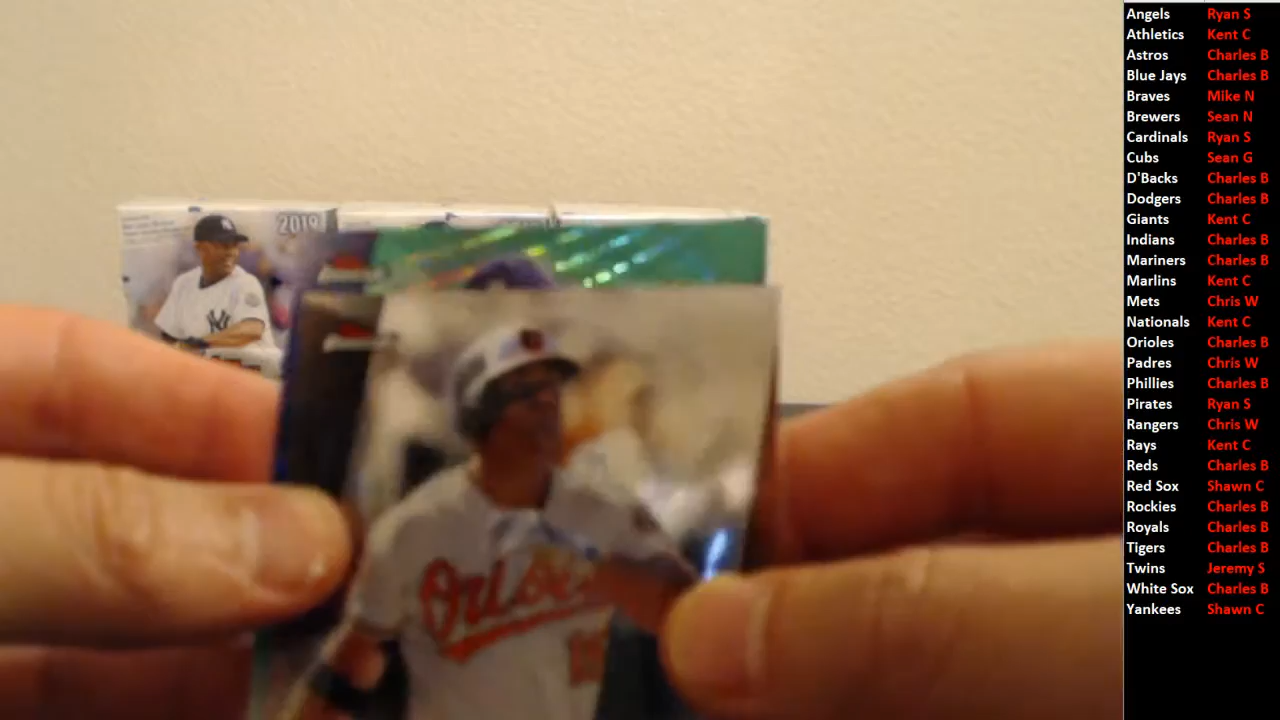 2019
NY
Orioles
Angels Ryan S
Athletics Kent C
Astros Charles B
Blue Jays Charles B
Braves Mike N
Brewers Sean N
Cardinals Ryan S
Cubs Sean G
D'Backs Charles B
Dodgers Charles B
Giants Kent C
Indians Charles B
Mariners Charles B
Marlins Kent C
Mets Chris W
Nationals Kent C
Orioles Charles B
Padres Chris W
Phillies Charles B
Pirates Ryan S
Rangers Chris W
Rays Kent C
Reds Charles B
Red Sox Shawn C
Rockies Charles B
Royals Charles B
Tigers Charles B
Twins Jeremy S
White Sox Charles B
Yankees Shawn C